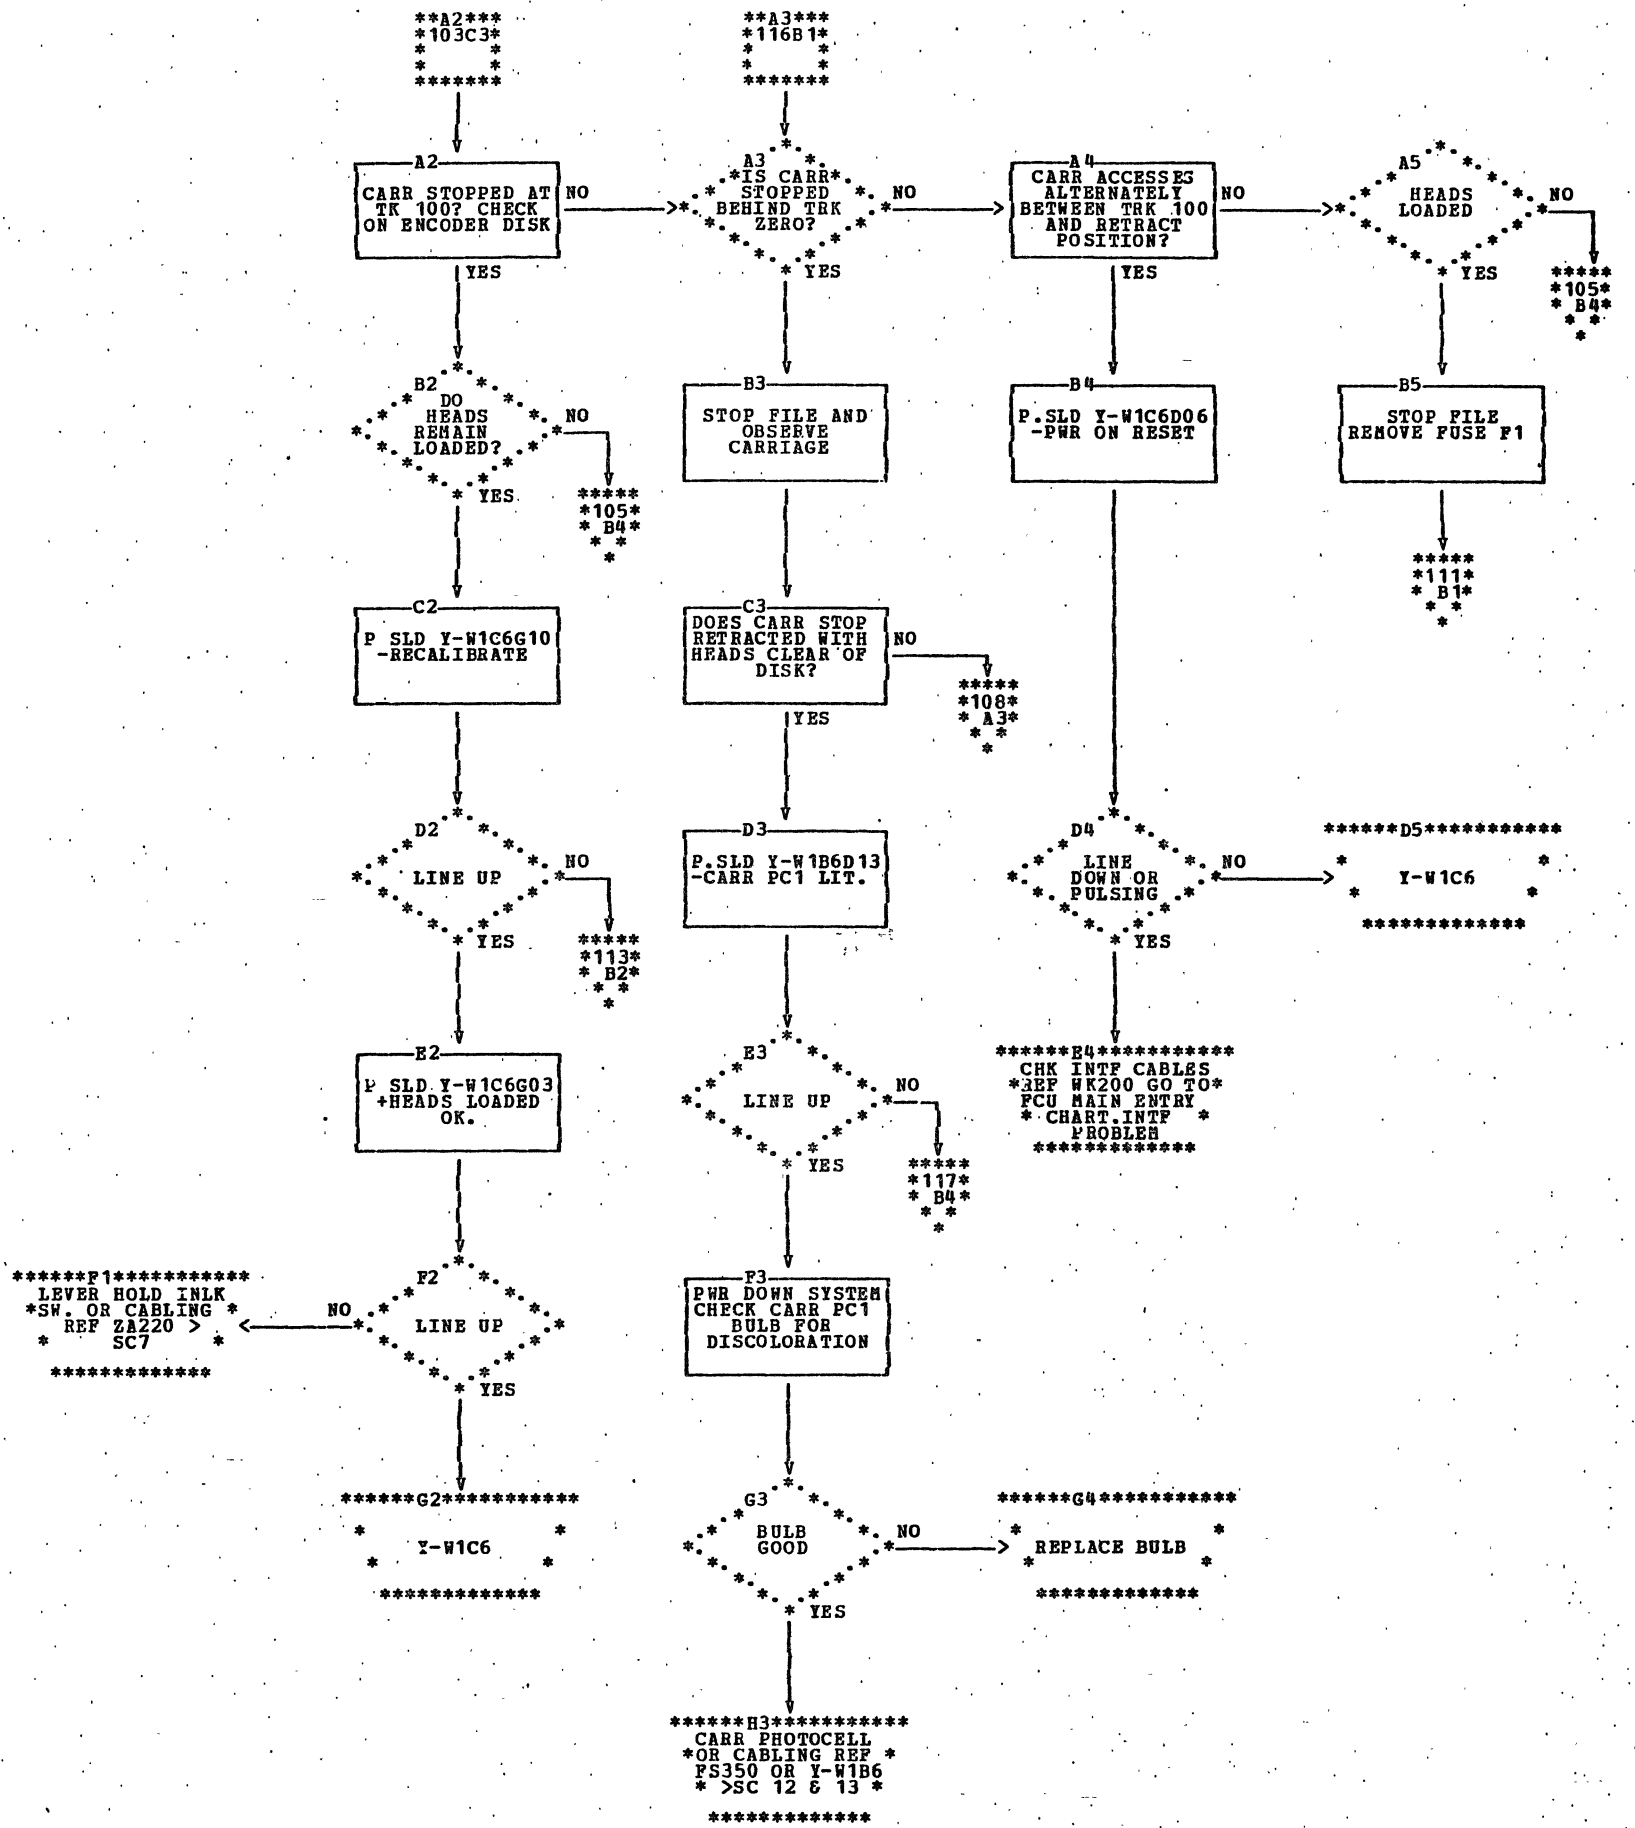 **A2***
*103C3*
* *
* *
*******
**A3***
*116B1*
* *
* *
*******
A2
CARR STOPPED AT
TK 100? CHECK
ON ENCODER DISK
NO
YES
A3
*IS CARR*
STOPPED
BEHIND TRK
ZERO?
NO
YES
A4
CARR ACCESSES
ALTERNATELY
BETWEEN TRK 100
AND RETRACT
POSITION?
NO
YES
A5
HEADS
LOADED
NO
YES
*****
*105*
* B4*
* *
*
B2
DO
HEADS
REMAIN
LOADED?
NO
YES
*****
*105*
* B4*
* *
*
B3
STOP FILE AND
OBSERVE
CARRIAGE
B4
P.SLD Y-W1C6D06
-PWR ON RESET
B5
STOP FILE
REMOVE FUSE F1
*****
*111*
* B1*
* *
*
C2
P SLD Y-W1C6G10
-RECALIBRATE
C3
DOES CARR STOP
RETRACTED WITH
HEADS CLEAR OF
DISK?
NO
YES
*****
*108*
* A3*
* *
*
D2
LINE UP
NO
YES
*****
*113*
* B2*
* *
*
D3
P.SLD Y-W1B6D13
-CARR PC1 LIT.
D4
LINE
DOWN OR
PULSING
NO
YES
******D5***********
* *
Y-W1C6
* *
*************
E2
P SLD Y-W1C6G03
+HEADS LOADED
OK.
E3
LINE UP
NO
YES
*****
*117*
* B4*
* *
*
******E4***********
CHK INTF CABLES
*REF WK200 GO TO*
FCU MAIN ENTRY
* CHART.INTF *
PROBLEM
*************
******F1***********
LEVER HOLD INLK
*SW. OR CABLING *
REF ZA220 >
* SC7 *
*************
F2
LINE UP
NO
YES
F3
PWR DOWN SYSTEM
CHECK CARR PC1
BULB FOR
DISCOLORATION
******G2***********
* *
Y-W1C6
* *
*************
G3
BULB
GOOD
NO
YES
******G4***********
* *
REPLACE BULB
* *
*************
******H3***********
CARR PHOTOCELL
*OR CABLING REF *
FS350 OR Y-W1B6
* >SC 12 & 13 *
*************